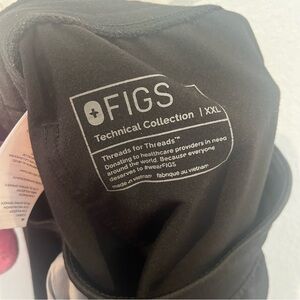 FIGS
Technical Collection / XXL
Threads for Threads™
Donating to healthcare providers in need
around the world. Because everyone
deserves to #wearFIGS
made in vietnam fabriqué au vietnam